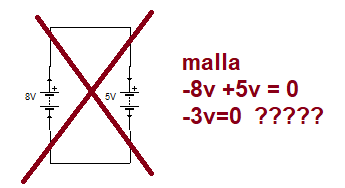 malla
-8v +5v = 0
-3v=0 ?????
8V
+
5V
+